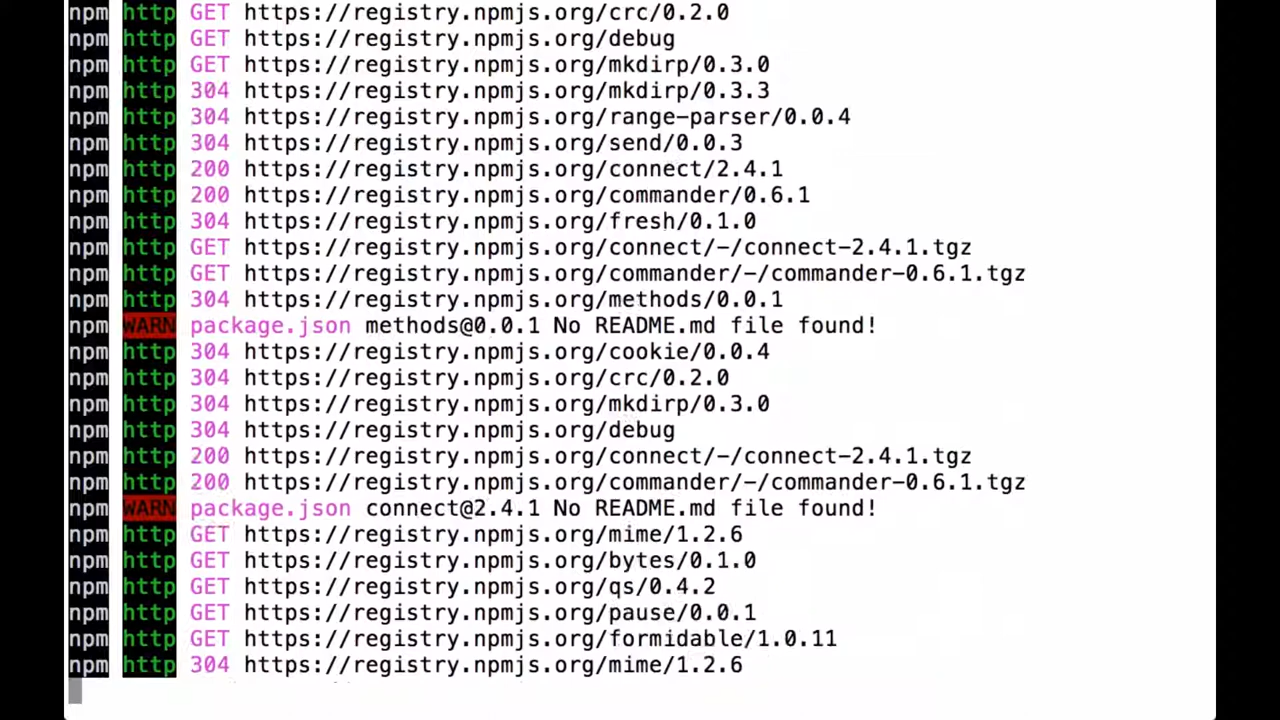 npm http GET https://registry.npmjs.org/crc/0.2.0
npm http GET https://registry.npmjs.org/debug
npm http GET https://registry.npmjs.org/mkdirp/0.3.0
npm http 304 https://registry.npmjs.org/mkdirp/0.3.3
npm http 304 https://registry.npmjs.org/range-parser/0.0.4
npm http 304 https://registry.npmjs.org/send/0.0.3
npm http 200 https://registry.npmjs.org/connect/2.4.1
npm http 200 https://registry.npmjs.org/commander/0.6.1
npm http 304 https://registry.npmjs.org/fresh/0.1.0
npm http GET https://registry.npmjs.org/connect/-/connect-2.4.1.tgz
npm http GET https://registry.npmjs.org/commander/-/commander-0.6.1.tgz
npm http 304 https://registry.npmjs.org/methods/0.0.1
npm WARN package.json methods@0.0.1 No README.md file found!
npm http 304 https://registry.npmjs.org/cookie/0.0.4
npm http 304 https://registry.npmjs.org/crc/0.2.0
npm http 304 https://registry.npmjs.org/mkdirp/0.3.0
npm http 304 https://registry.npmjs.org/debug
npm http 200 https://registry.npmjs.org/connect/-/connect-2.4.1.tgz
npm http 200 https://registry.npmjs.org/commander/-/commander-0.6.1.tgz
npm WARN package.json connect@2.4.1 No README.md file found!
npm http GET https://registry.npmjs.org/mime/1.2.6
npm http GET https://registry.npmjs.org/bytes/0.1.0
npm http GET https://registry.npmjs.org/qs/0.4.2
npm http GET https://registry.npmjs.org/pause/0.0.1
npm http GET https://registry.npmjs.org/formidable/1.0.11
npm http 304 https://registry.npmjs.org/mime/1.2.6